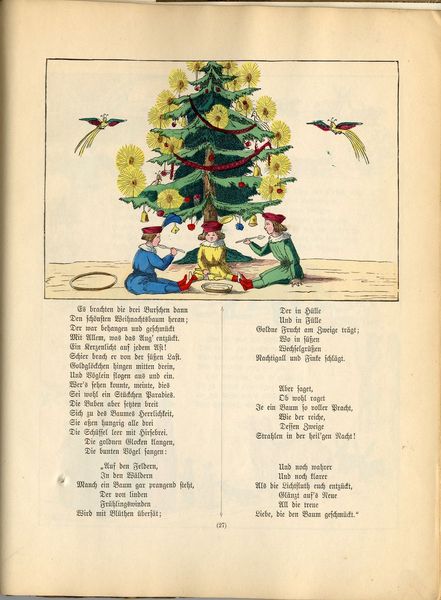 Es brachten die drei Burschen dann
Den schönsten Weihnachtsbaum heran;
Der war behangen und geschmückt
Mit Allem, was das Aug' entzückt.
Ein Kerzenlicht auf jedem Ast!
Schier brach er von der süßen Last.
Goldglöckchen hingen mitten drein,
Und Vöglein flogen aus und ein.
Wer's sehen konnte, meinte, dies
Sei wohl ein Stückchen Paradies.
Die Buben aber setzten breit
Sich zu des Baumes Herrlichkeit,
Sie aßen hungrig alle drei
Die Schüssel leer mit Hirsebrei.
Die goldnen Glocken klangen,
Die bunten Vögel sangen:
„Auf den Feldern,
In den Wäldern
Manch ein Baum gar prangend steht,
Der von linden
Frühlingswinden
Wird mit Blüthen übersät;
Der in Hülle
Und in Fülle
Goldne Frucht am Zweige trägt;
Wo in süßen
Wechselgrüßen
Nachtigall und Finke schlägt.
Aber saget,
Ob wohl raget
Je ein Baum so voller Pracht,
Wie der reiche,
Dessen Zweige
Strahlen in der heil'gen Nacht!
Und noch wahrer
Und noch klarer
Als die Lichtfluth euch entzückt,
Glänzt auf's Neue
All die treue
Liebe, die den Baum geschmückt."
(27)